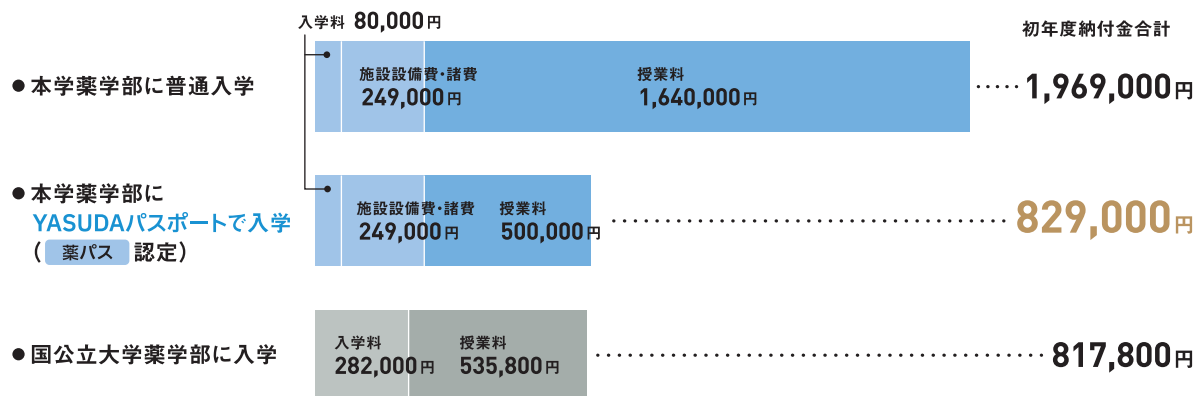 入学料 80,000円
初年度納付金合計
●本学薬学部に普通入学
施設設備費・諸費
249,000円
授業料
1,640,000円
1,969,000円
●本学薬学部に
YASUDAパスポートで入学
(薬パス 認定)
施設設備費・諸費
249,000円
授業料
500,000円
829,000円
●国公立大学薬学部に入学
入学料
282,000円
授業料
535,800円
817,800円